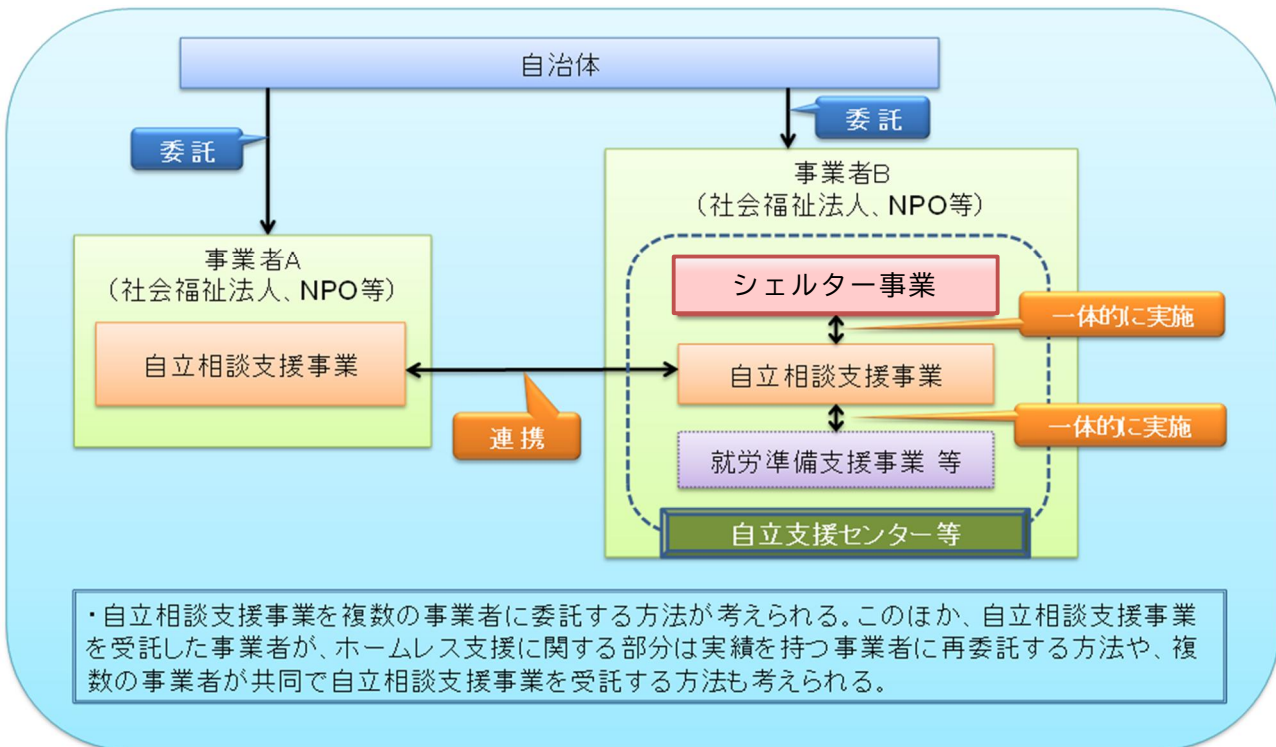 自治体
委託
委託
事業者A
（社会福祉法人、NPO等）
自立相談支援事業
連携
事業者B
（社会福祉法人、NPO等）
シェルター事業
一体的に実施
自立相談支援事業
一体的に実施
就労準備支援事業 等
自立支援センター等
・自立相談支援事業を複数の事業者に委託する方法が考えられる。このほか、自立相談支援事業
を受託した事業者が、ホームレス支援に関する部分は実績を持つ事業者に再委託する方法や、複
数の事業者が共同で自立相談支援事業を受託する方法も考えられる。